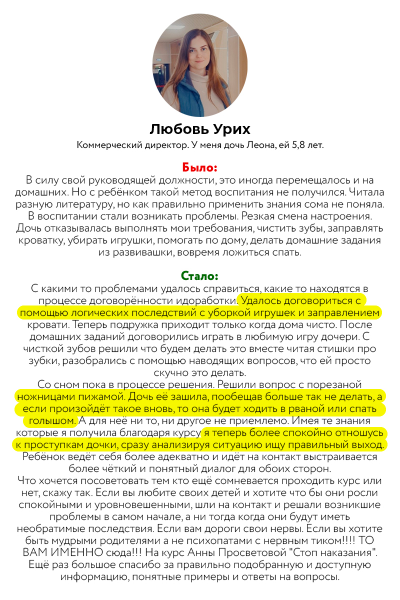 Любовь Урих
Коммерческий директор. У меня дочь Леона, ей 5,8 лет.
Было:
В силу свой руководящей должности, это иногда перемещалось и на
домашних. Но с ребёнком такой метод воспитания не получился. Читала
разную литературу, но как правильно применить знания сома не поняла.
В воспитании стали возникать проблемы. Резкая смена настроения.
Дочь отказывалась выполнять мои требования, чистить зубы, заправлять
кроватку, убирать игрушки, помогать по дому, делать домашние задания
из развивашки, вовремя ложиться спать.
Стало:
С какими то проблемами удалось справиться, какие то находятся в
процессе договорённости идоработки. Удалось договориться с
помощью логических последствий с уборкой игрушек и заправлением
кровати. Теперь подружка приходит только когда дома чисто. После
домашних заданий договорились играть в любимую игру дочери. С
чисткой зубов решили что будем делать это вместе читая стишки про
зубки, разобрались с помощью наводящих вопросов, что ей просто
скучно это делать.
Со сном пока в процессе решения. Решили вопрос с порезаной
ножницами пижамой. Дочь её зашила, пообещав больше так не делать, а
если произойдёт такое вновь, то она будет ходить в рваной или спать
голышом. А для неё ни то, ни другое не приемлемо. Имея те знания
которые я получила благодаря курсу я теперь более спокойно отношусь
к проступкам дочки, сразу анализируя ситуацию ищу правильный выход.
Ребёнок ведёт себя более адекватно и идёт на контакт выстраивается
более чёткий и понятный диалог для обоих сторон.
Что хочется посоветовать тем кто ещё сомневается проходить курс или
нет, скажу так. Если вы любите своих детей и хотите что бы они росли
спокойными и уровновешенными, шли на контакт и решали возникшие
проблемы в самом начале, а ни тогда когда они будут иметь
необратимые последствия. Если вам дороги свои нервы. Если вы хотите
быть мудрыми родителями а не психопатами с нервным тиком!!!! ТО
ВАМ ИМЕННО сюда!!! На курс Анны Просветовой "Стоп наказания".
Ещё раз большое спасибо за правильно подобранную и доступную
информацию, понятные примеры и ответы на вопросы.